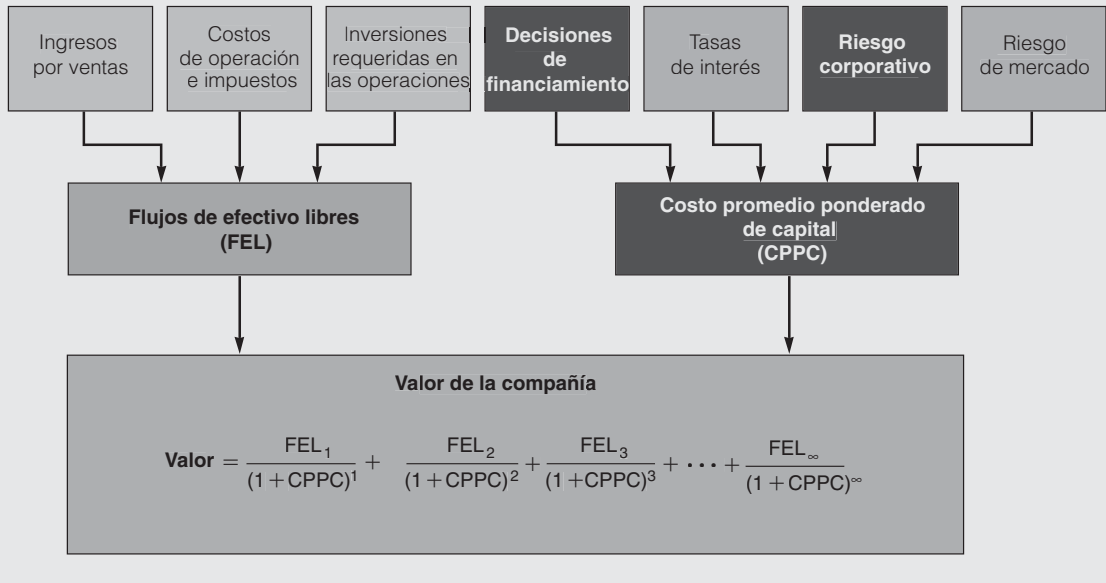 Ingresos
por ventas
Costos
de operación
e impuestos
Inversiones
requeridas en
las operaciones
Decisiones
de
financiamiento
Tasas
de interés
Riesgo
corporativo
Riesgo
de mercado
Flujos de efectivo libres
(FEL)
Costo promedio ponderado
de capital
(CPPC)
Valor de la compañía
Valor = FEL₁/(1+CPPC)¹ + FEL₂/(1+CPPC)² + FEL₃/(1+CPPC)³ + ··· + FEL∞/(1+CPPC)∞